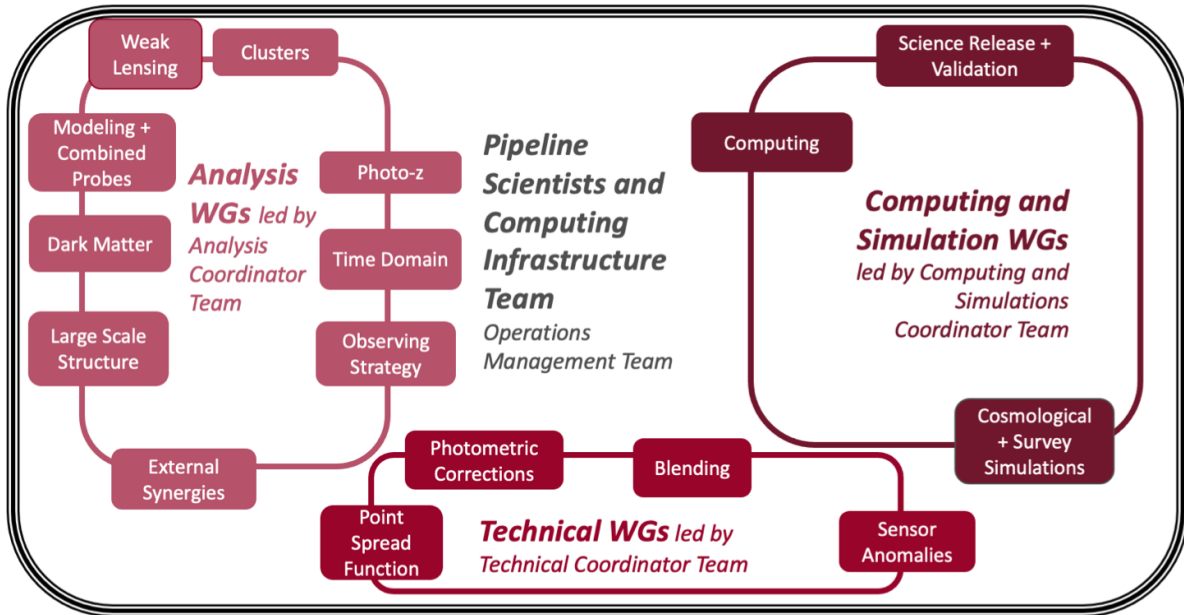 Weak
Lensing
Clusters
Modeling +
Combined
Probes
Photo-z
Dark Matter
Time Domain
Large Scale
Structure
Observing
Strategy
External
Synergies
Analysis
WGs led by
Analysis
Coordinator
Team
Pipeline
Scientists and
Computing
Infrastructure
Team
Operations
Management Team
Science Release +
Validation
Computing
Computing and
Simulation WGs
led by Computing and
Simulations
Coordinator Team
Cosmological
+ Survey
Simulations
Photometric
Corrections
Blending
Point
Spread
Function
Technical WGs led by
Technical Coordinator Team
Sensor
Anomalies